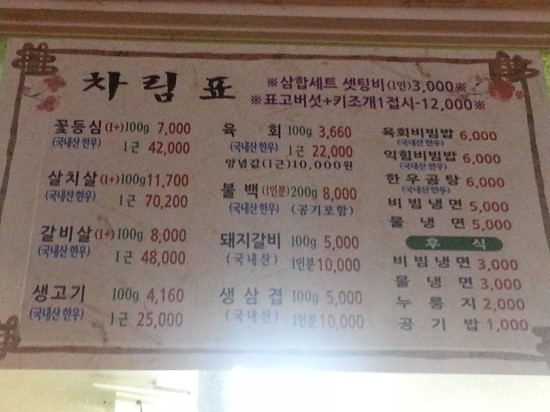 차림표
※삼합세트 셋팅비(1인)3,000※
※표고버섯+키조개1접시-12,000※
꽃등심(1+)100g 7,000
(국내산 한우) 1근 42,000
살치살(1+)100g11,700
(국내산 한우) 1근 70,200
갈비살(1+)100g 8,000
(국내산 한우) 1근 48,000
생고기 100g 4,160
(국내산 한우) 1근 25,000
육 회 100g 3,660
(국내산 한우) 1근 22,000
양념값(1근)10,000원
불백(1인분)200g 8,000
(국내산 한우) (공기포함)
돼지갈비 100g 5,000
(국내산) 1인분10,000
생삼겹 100g 5,000
(국내산) 1인분10,000
육회비빔밥 6,000
(국내산 한우)
익힘비빔밥 6,000
(국내산 한우)
한우곰탕 6,000
(국내산 한우)
비빔냉면 5,000
물냉면 5,000
후식
비빔냉면 3,000
물냉면 3,000
누룽지 2,000
공기밥 1,000